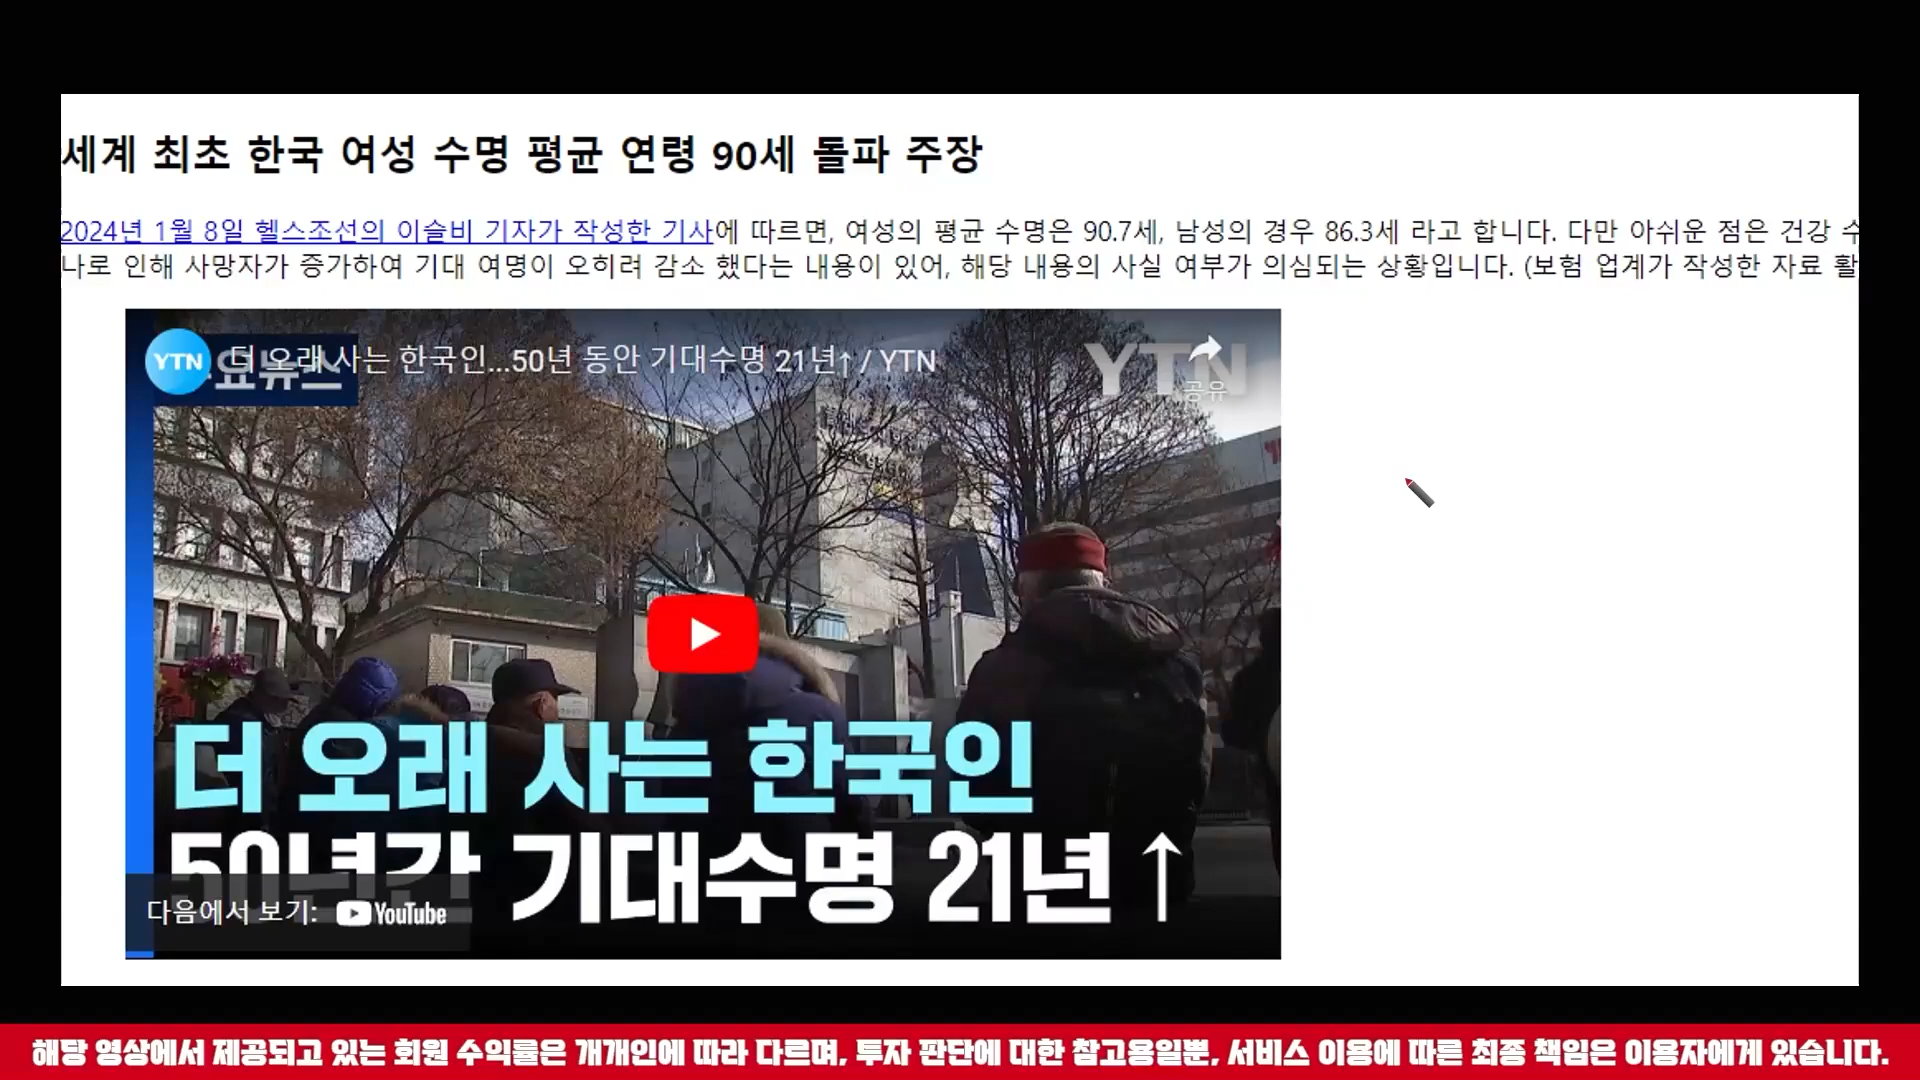 세계 최초 한국 여성 수명 평균 연령 90세 돌파 주장
2024년 1월 8일 헬스조선의 이슬비 기자가 작성한 기사에 따르면, 여성의 평균 수명은 90.7세, 남성의 경우 86.3세 라고 합니다. 다만 아쉬운 점은 건강 수
나로 인해 사망자가 증가하여 기대 여명이 오히려 감소 했다는 내용이 있어, 해당 내용의 사실 여부가 의심되는 상황입니다. (보험 업계가 작성한 자료 활
YTN 더 오래 사는 한국인...50년 동안 기대수명 21년↑ / YTN
요뉴스
YTN
공유
더 오래 사는 한국인
50년간 기대수명 21년↑
다음에서 보기: YouTube
해당 영상에서 제공되고 있는 회원 수익률은 개개인에 따라 다르며, 투자 판단에 대한 참고용일뿐, 서비스 이용에 따른 최종 책임은 이용자에게 있습니다.